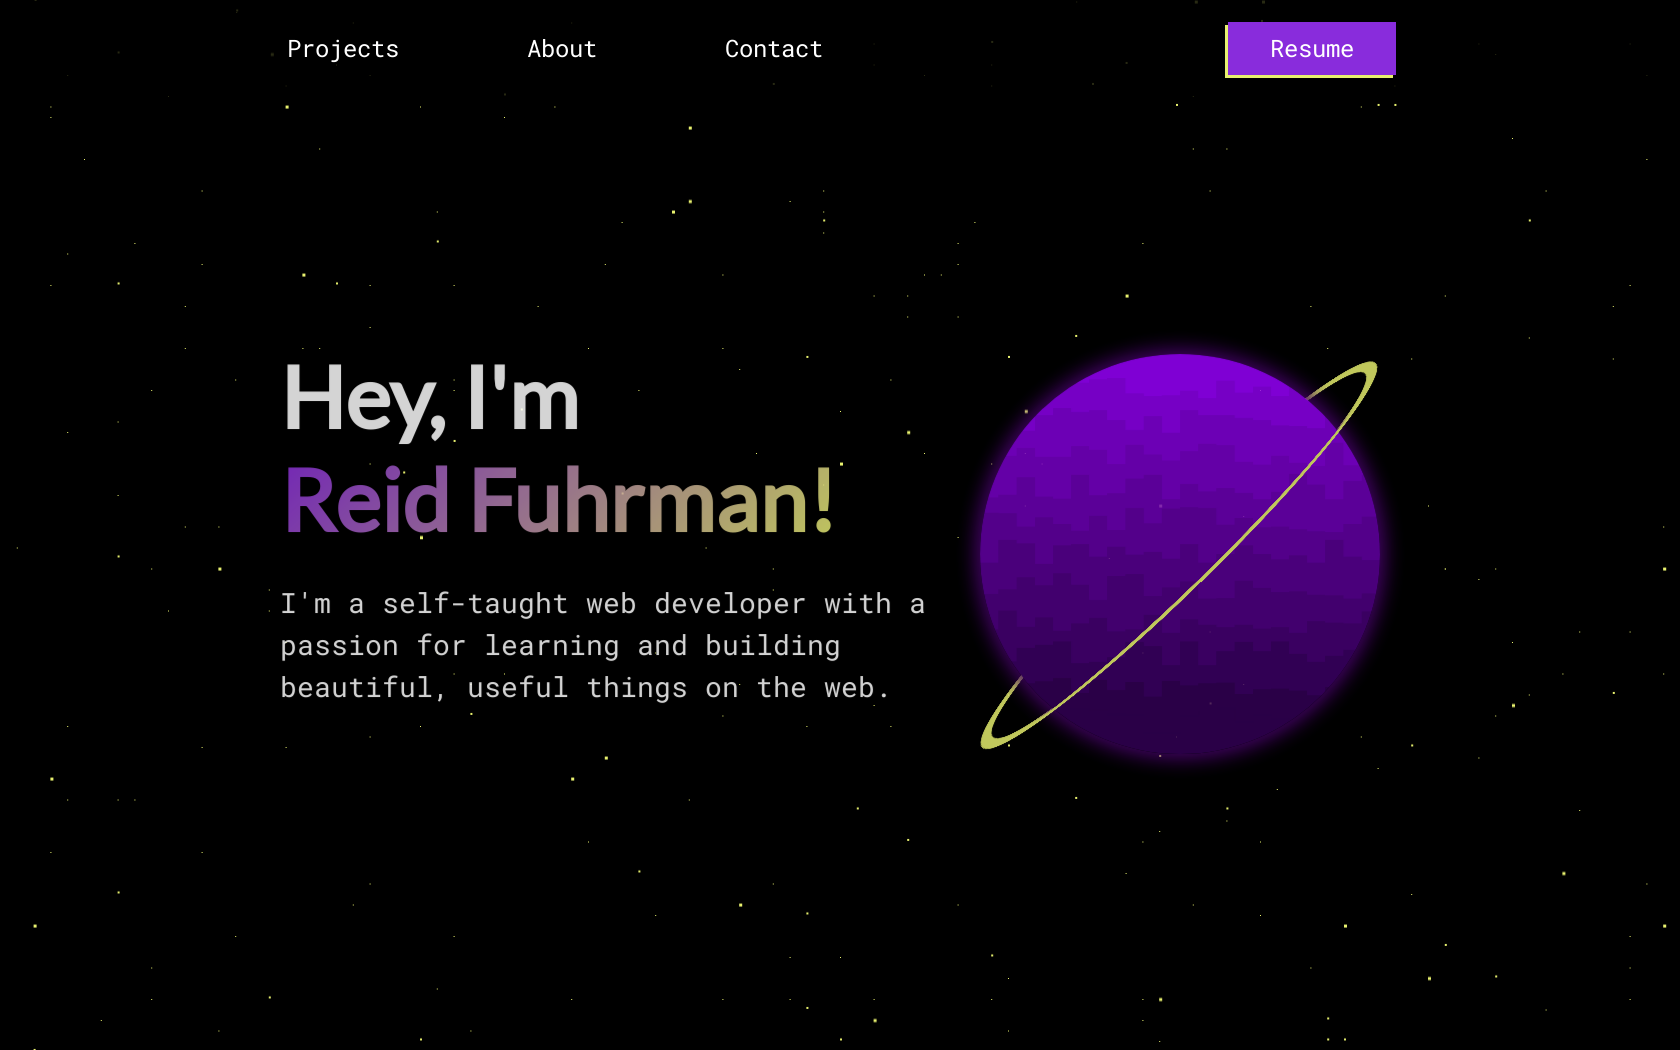 Projects
About
Contact
Resume
Hey, I'm
Reid Fuhrman!
I'm a self-taught web developer with a
passion for learning and building
beautiful, useful things on the web.